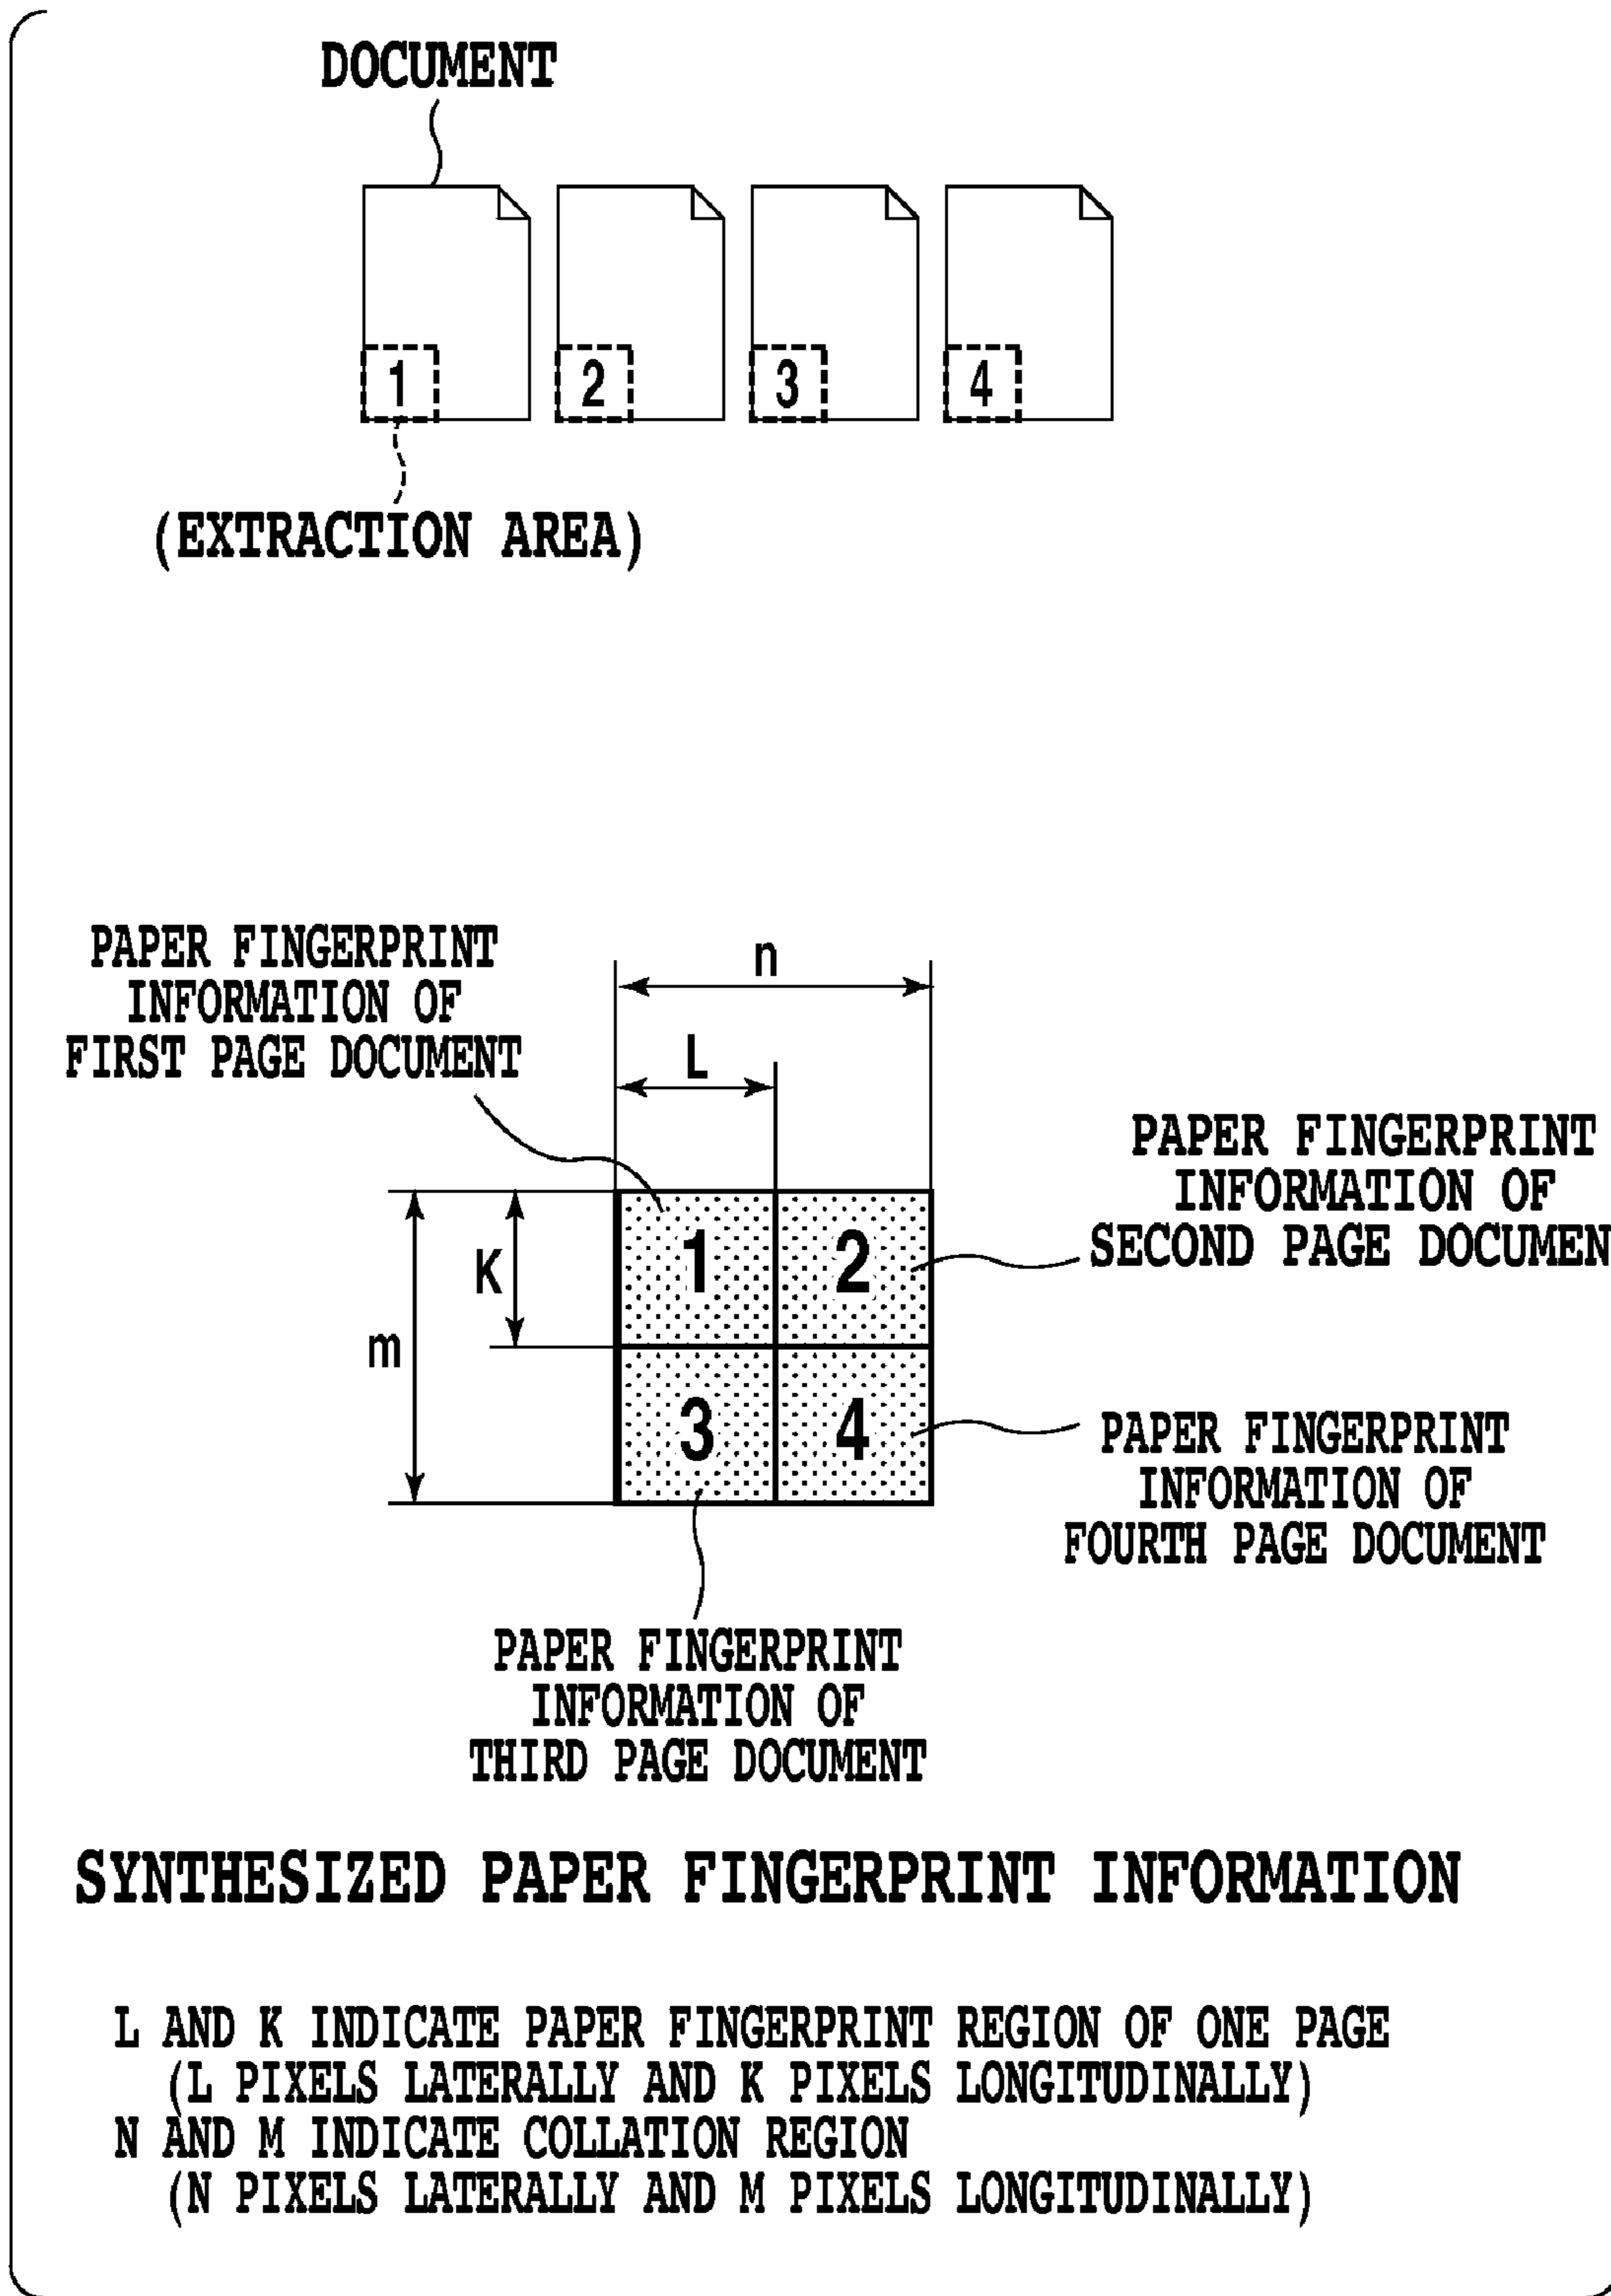 DOCUMENT
1 2 3 4
(EXTRACTION AREA)
PAPER FINGERPRINT
INFORMATION OF
FIRST PAGE DOCUMENT
n
L
PAPER FINGERPRINT
INFORMATION OF
SECOND PAGE DOCUMEN
K
m
1 2
3 4
PAPER FINGERPRINT
INFORMATION OF
FOURTH PAGE DOCUMENT
PAPER FINGERPRINT
INFORMATION OF
THIRD PAGE DOCUMENT
SYNTHESIZED PAPER FINGERPRINT INFORMATION
L AND K INDICATE PAPER FINGERPRINT REGION OF ONE PAGE
(L PIXELS LATERALLY AND K PIXELS LONGITUDINALLY)
N AND M INDICATE COLLATION REGION
(N PIXELS LATERALLY AND M PIXELS LONGITUDINALLY)